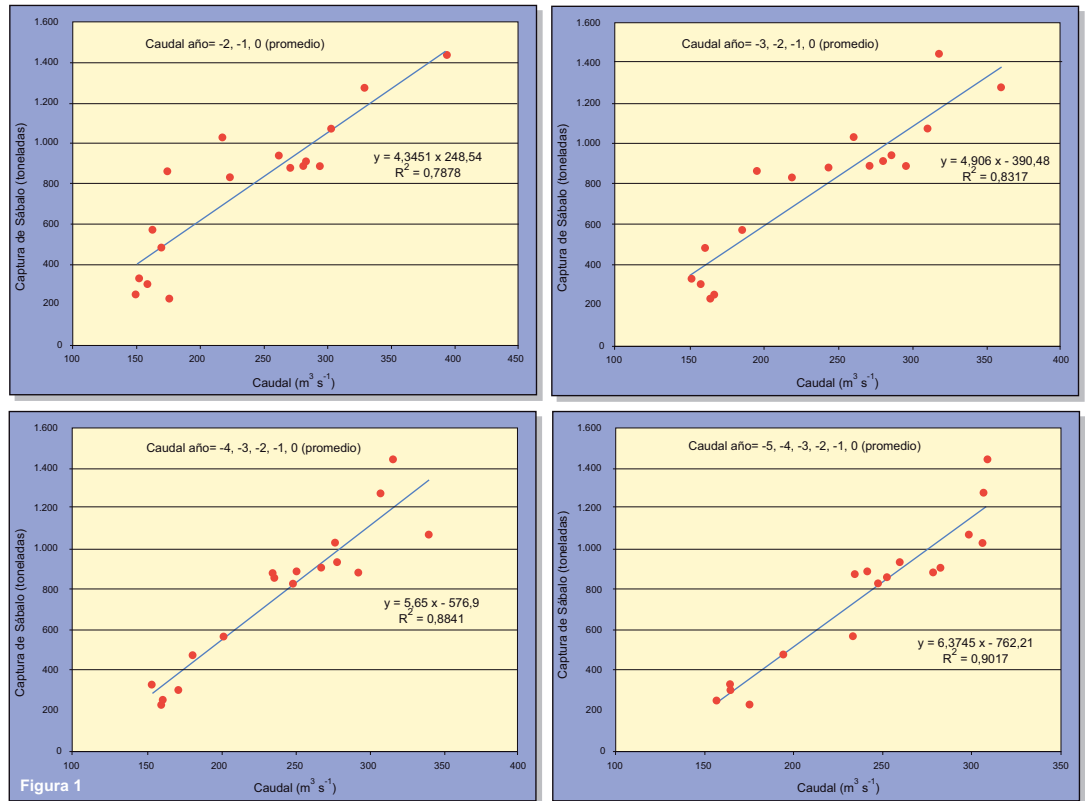 1.600
Caudal año= -2, -1, 0 (promedio)
1.400
1.200
1.000
800
600
400
200
0
y = 4,3451 x 248,54
R² = 0,7878
100 150 200 250 300 350 400 450
Caudal (m³ s⁻¹)
Captura de Sábalo (toneladas)
1.600
Caudal año= -3, -2, -1, 0 (promedio)
1.400
1.200
1.000
800
600
400
200
0
y = 4,906 x - 390,48
R² = 0,8317
100 150 200 250 300 350 400
Caudal (m³ s⁻¹)
Captura de Sábalo (toneladas)
1.600
Caudal año= -4, -3, -2, -1, 0 (promedio)
1.400
1.200
1.000
800
600
400
200
0
y = 5,65 x - 576,9
R² = 0,8841
100 150 200 250 300 350 400
Caudal (m³ s⁻¹)
Captura de Sábalo (toneladas)
Figura 1
1.600
Caudal año= -5, -4, -3, -2, -1, 0 (promedio)
1.400
1.200
1.000
800
600
400
200
0
y = 6,3745 x - 762,21
R² = 0,9017
100 150 200 250 300 350
Caudal (m³ s⁻¹)
Captura de Sábalo (toneladas)